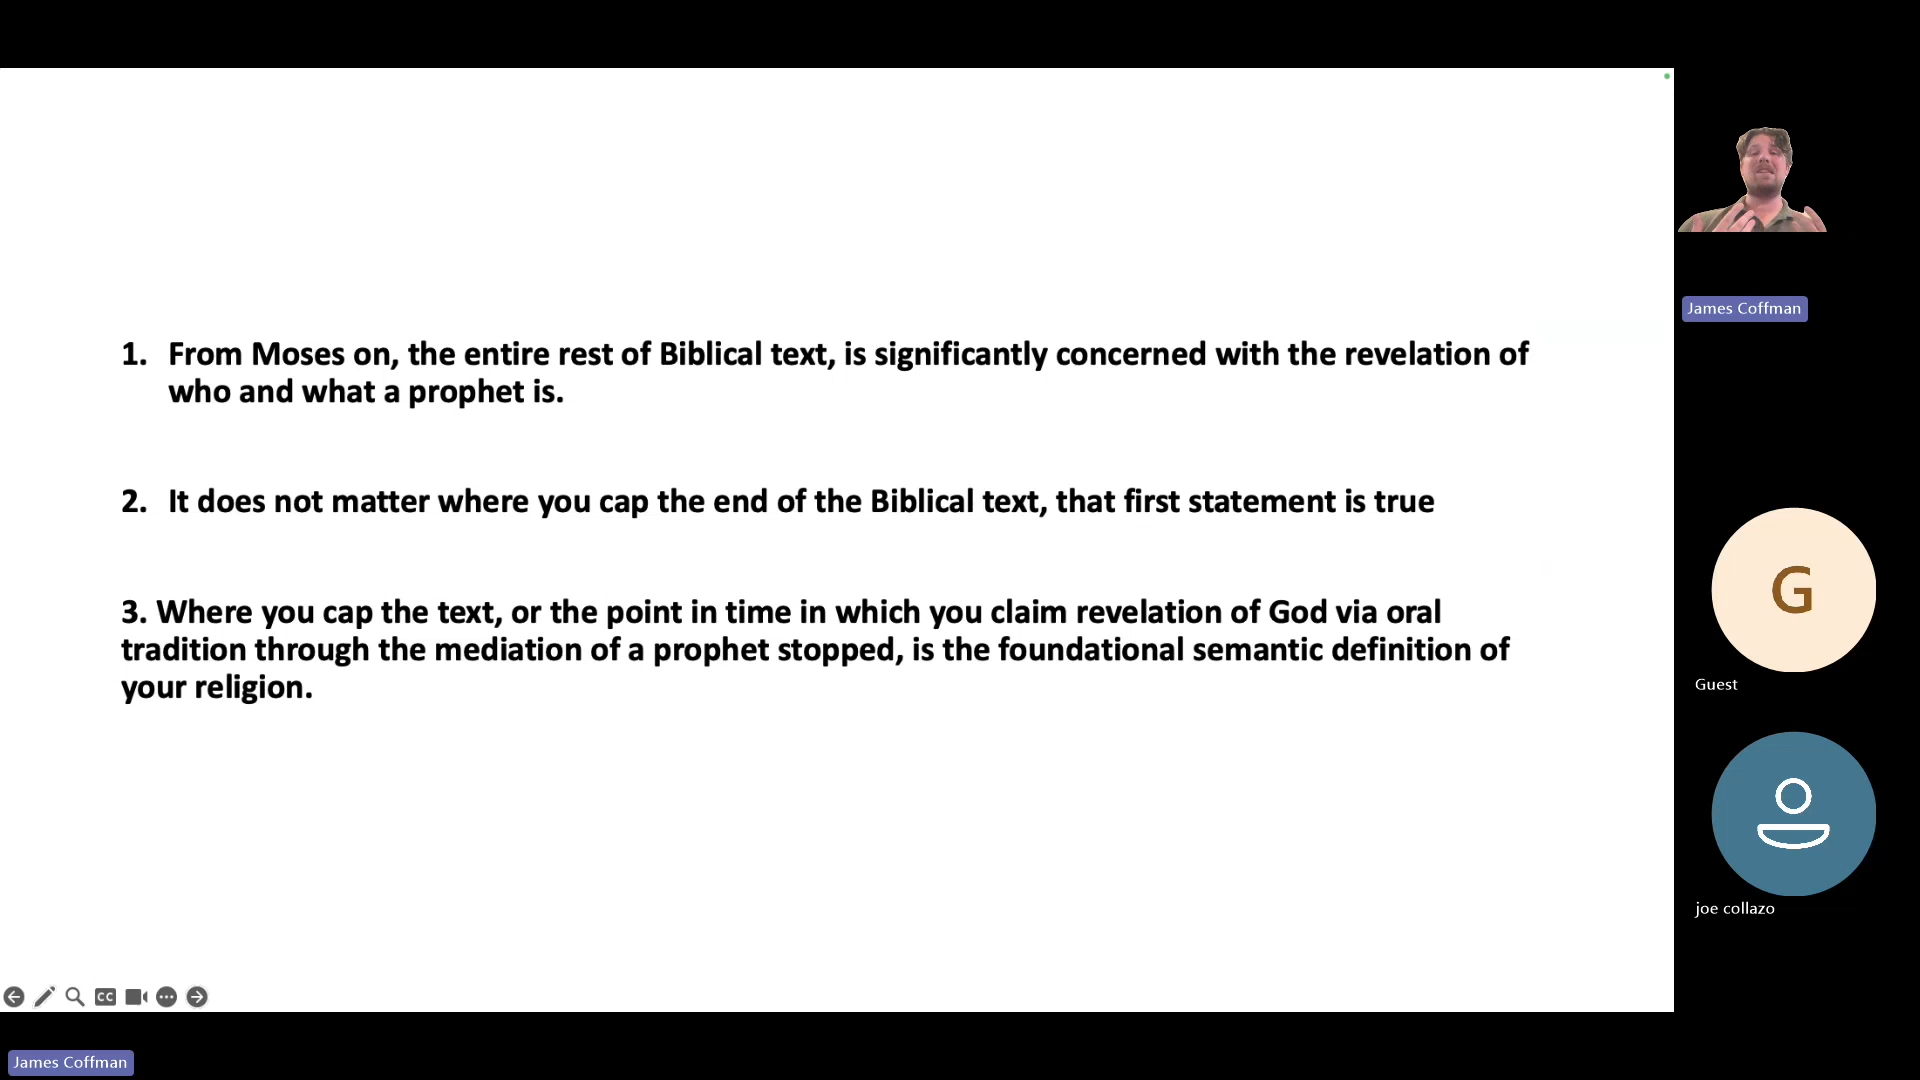 1. From Moses on, the entire rest of Biblical text, is significantly concerned with the revelation of
who and what a prophet is.
2. It does not matter where you cap the end of the Biblical text, that first statement is true
3. Where you cap the text, or the point in time in which you claim revelation of God via oral
tradition through the mediation of a prophet stopped, is the foundational semantic definition of
your religion.
James Coffman
G
Guest
joe collazo
CC
James Coffman